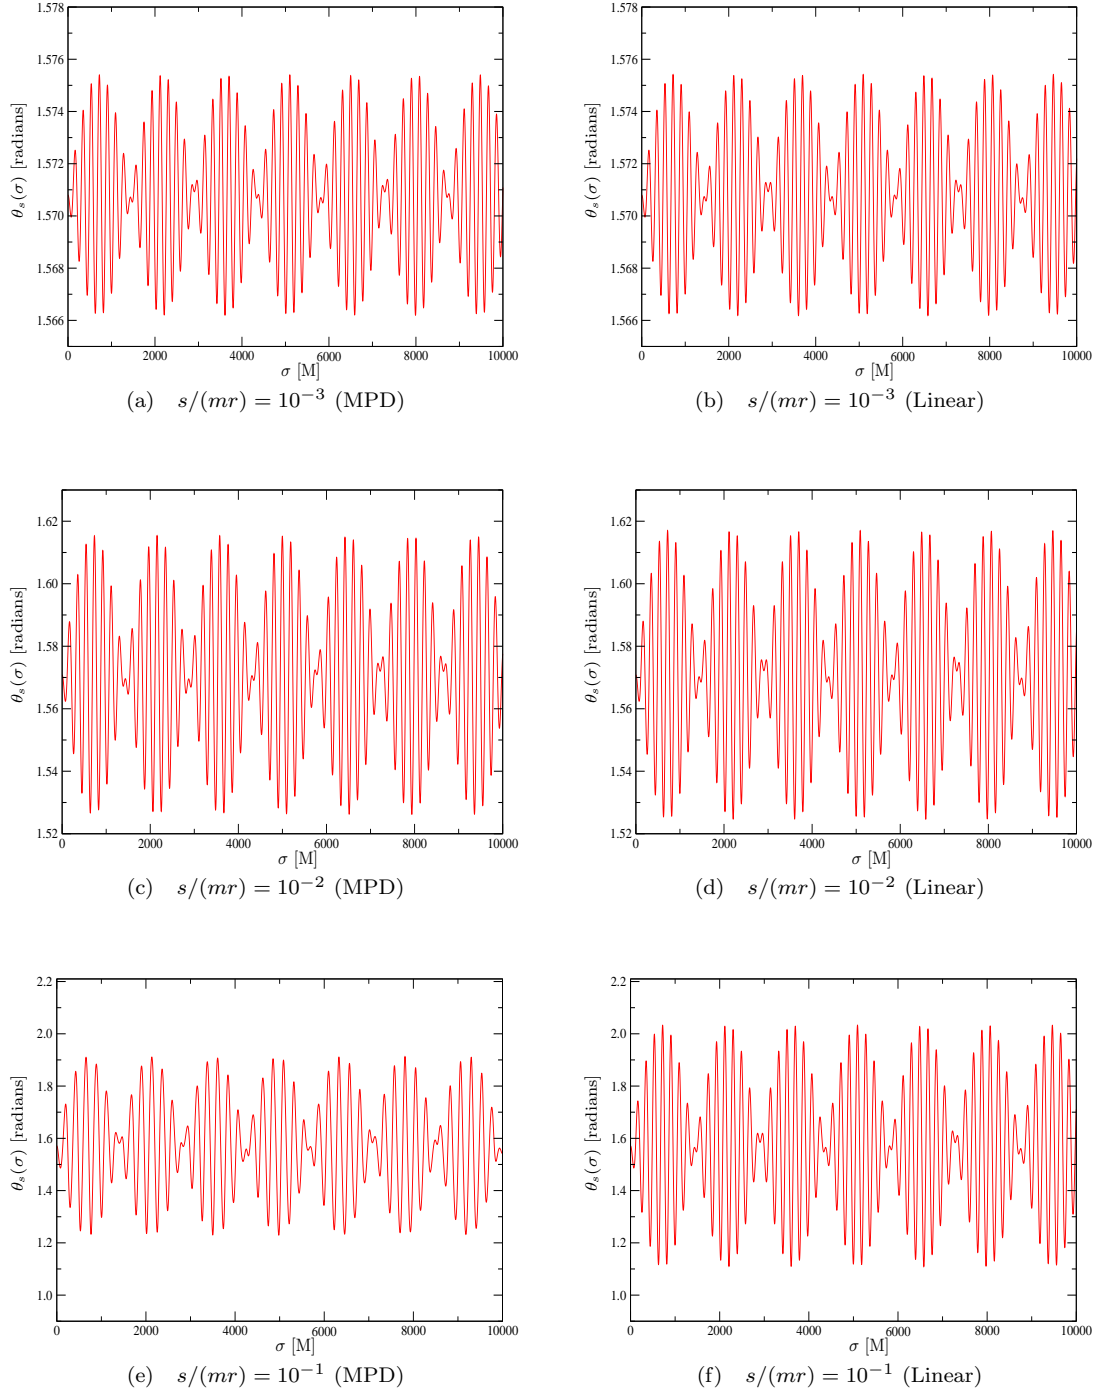 1.578
1.576
1.574
1.572
1.570
1.568
1.566
θ_s(σ) [radians]
0 2000 4000 6000 8000 10000
σ [M]
(a) s/(mr) = 10^{-3} (MPD)
1.578
1.576
1.574
1.572
1.570
1.568
1.566
θ_s(σ) [radians]
0 2000 4000 6000 8000 10000
σ [M]
(b) s/(mr) = 10^{-3} (Linear)
1.62
1.60
1.58
1.56
1.54
1.52
θ_s(σ) [radians]
0 2000 4000 6000 8000 10000
σ [M]
(c) s/(mr) = 10^{-2} (MPD)
1.62
1.60
1.58
1.56
1.54
1.52
θ_s(σ) [radians]
0 2000 4000 6000 8000 10000
σ [M]
(d) s/(mr) = 10^{-2} (Linear)
2.2
2.0
1.8
1.6
1.4
1.2
1.0
θ_s(σ) [radians]
0 2000 4000 6000 8000 10000
σ [M]
(e) s/(mr) = 10^{-1} (MPD)
2.2
2.0
1.8
1.6
1.4
1.2
1.0
θ_s(σ) [radians]
0 2000 4000 6000 8000 10000
σ [M]
(f) s/(mr) = 10^{-1} (Linear)